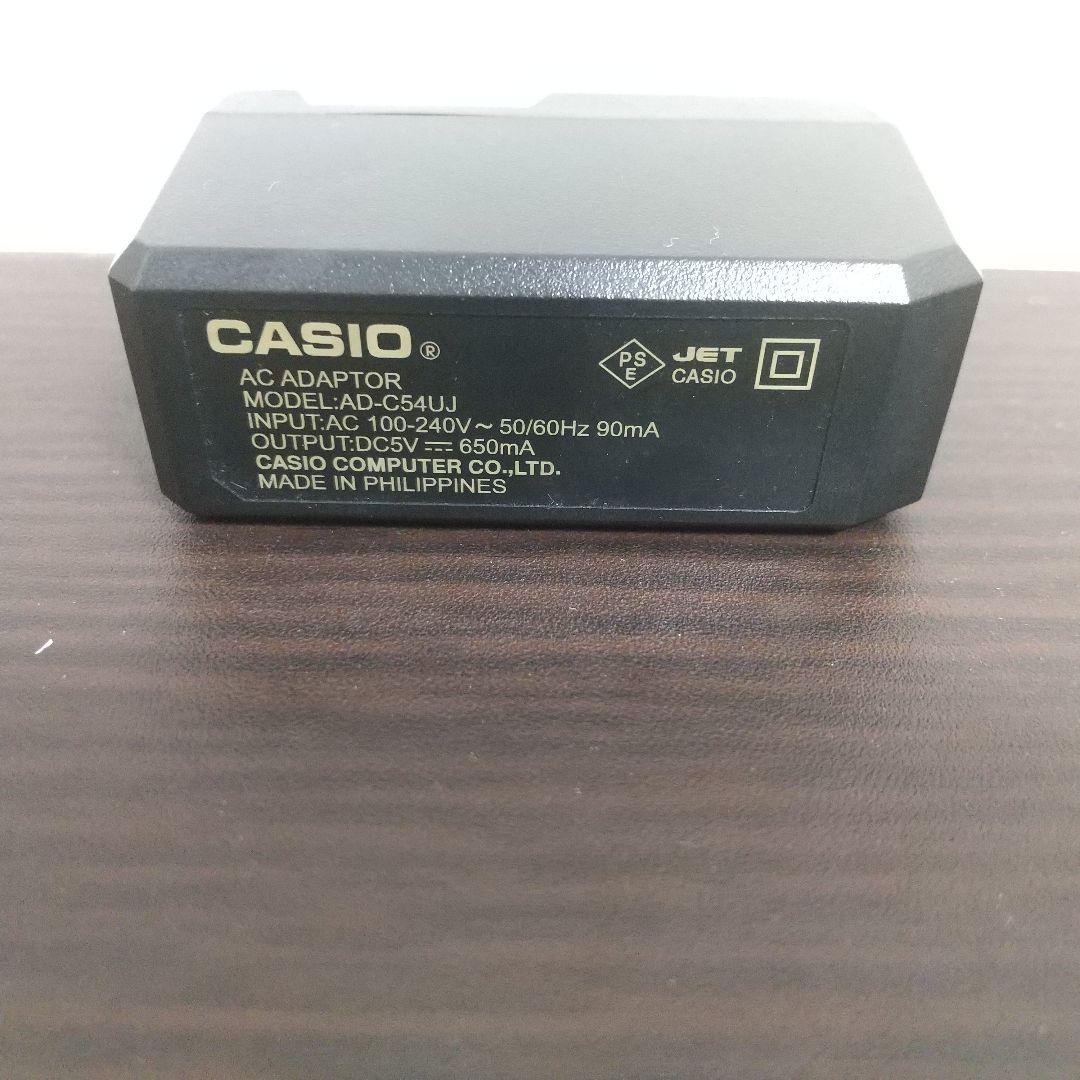 CASIO®
AC ADAPTOR
MODEL:AD-C54UJ
INPUT:AC 100-240V~ 50/60Hz 90mA
OUTPUT:DC5V⎓ 650mA
CASIO COMPUTER CO.,LTD.
MADE IN PHILIPPINES
PS
E
JET
CASIO